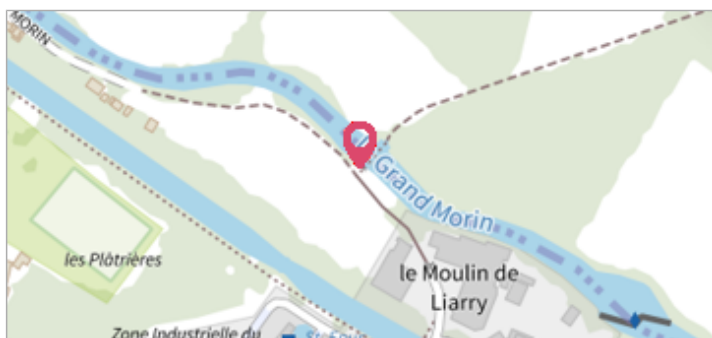 MORIN
Grand Morin
les Plâtrières
le Moulin de
Liarry
Zone Industrielle du